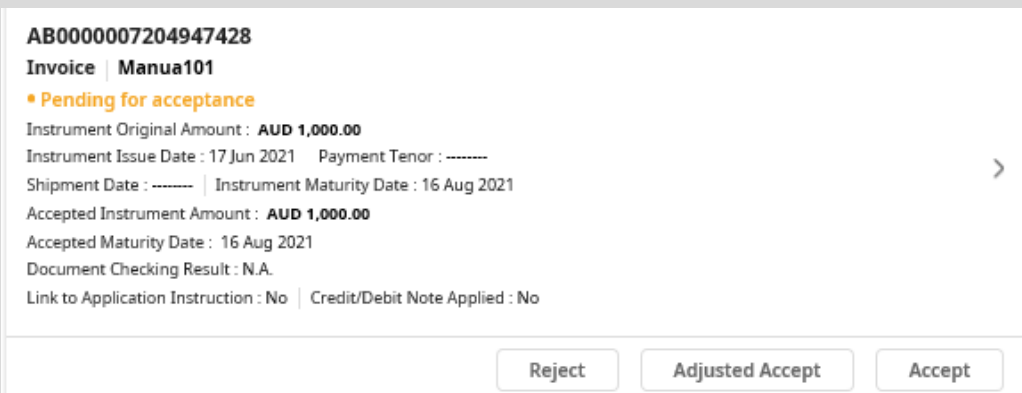 AB0000007204947428
Invoice | Manua101
• Pending for acceptance
Instrument Original Amount : AUD 1,000.00
Instrument Issue Date : 17 Jun 2021 Payment Tenor : --------
Shipment Date : -------- | Instrument Maturity Date : 16 Aug 2021
Accepted Instrument Amount : AUD 1,000.00
Accepted Maturity Date : 16 Aug 2021
Document Checking Result : N.A.
Link to Application Instruction : No | Credit/Debit Note Applied : No
Reject Adjusted Accept Accept